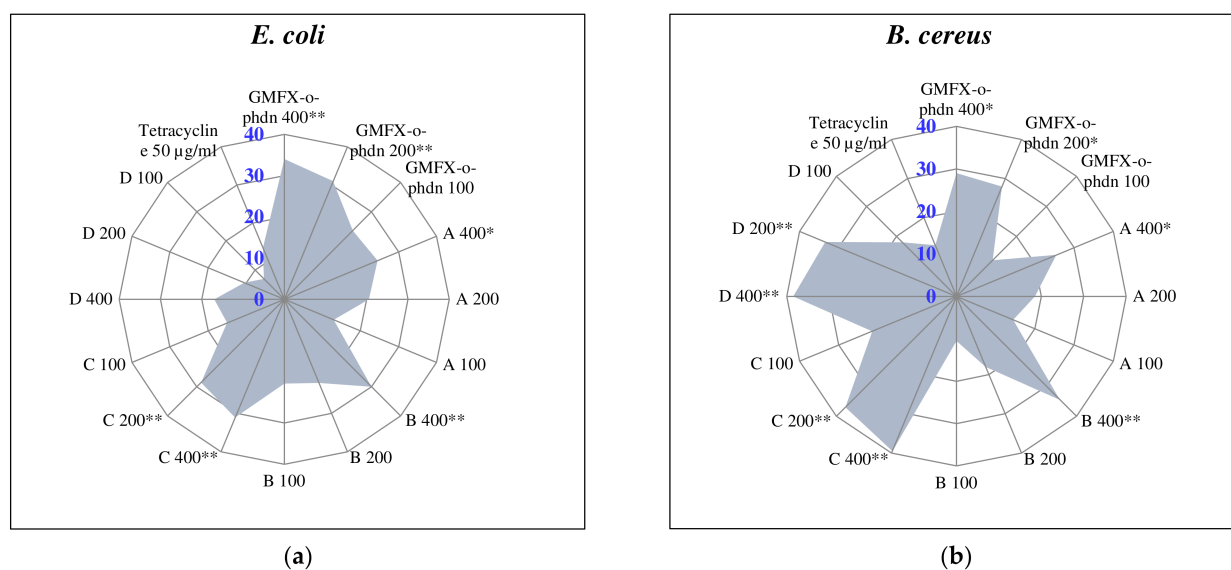 E. coli
GMFX-o-
phdn 400**
GMFX-o-
phdn 200**
GMFX-o-
phdn 100
A 400*
A 200
A 100
B 400**
B 200
B 100
C 400**
C 200**
C 100
D 400
D 200
D 100
Tetracyclin
e 50 µg/ml
40
30
20
10
0
(a)
B. cereus
GMFX-o-
phdn 400*
GMFX-o-
phdn 200*
GMFX-o-
phdn 100
A 400*
A 200
A 100
B 400**
B 200
B 100
C 400**
C 200**
C 100
D 400**
D 200**
D 100
Tetracyclin
e 50 µg/ml
40
30
20
10
0
(b)